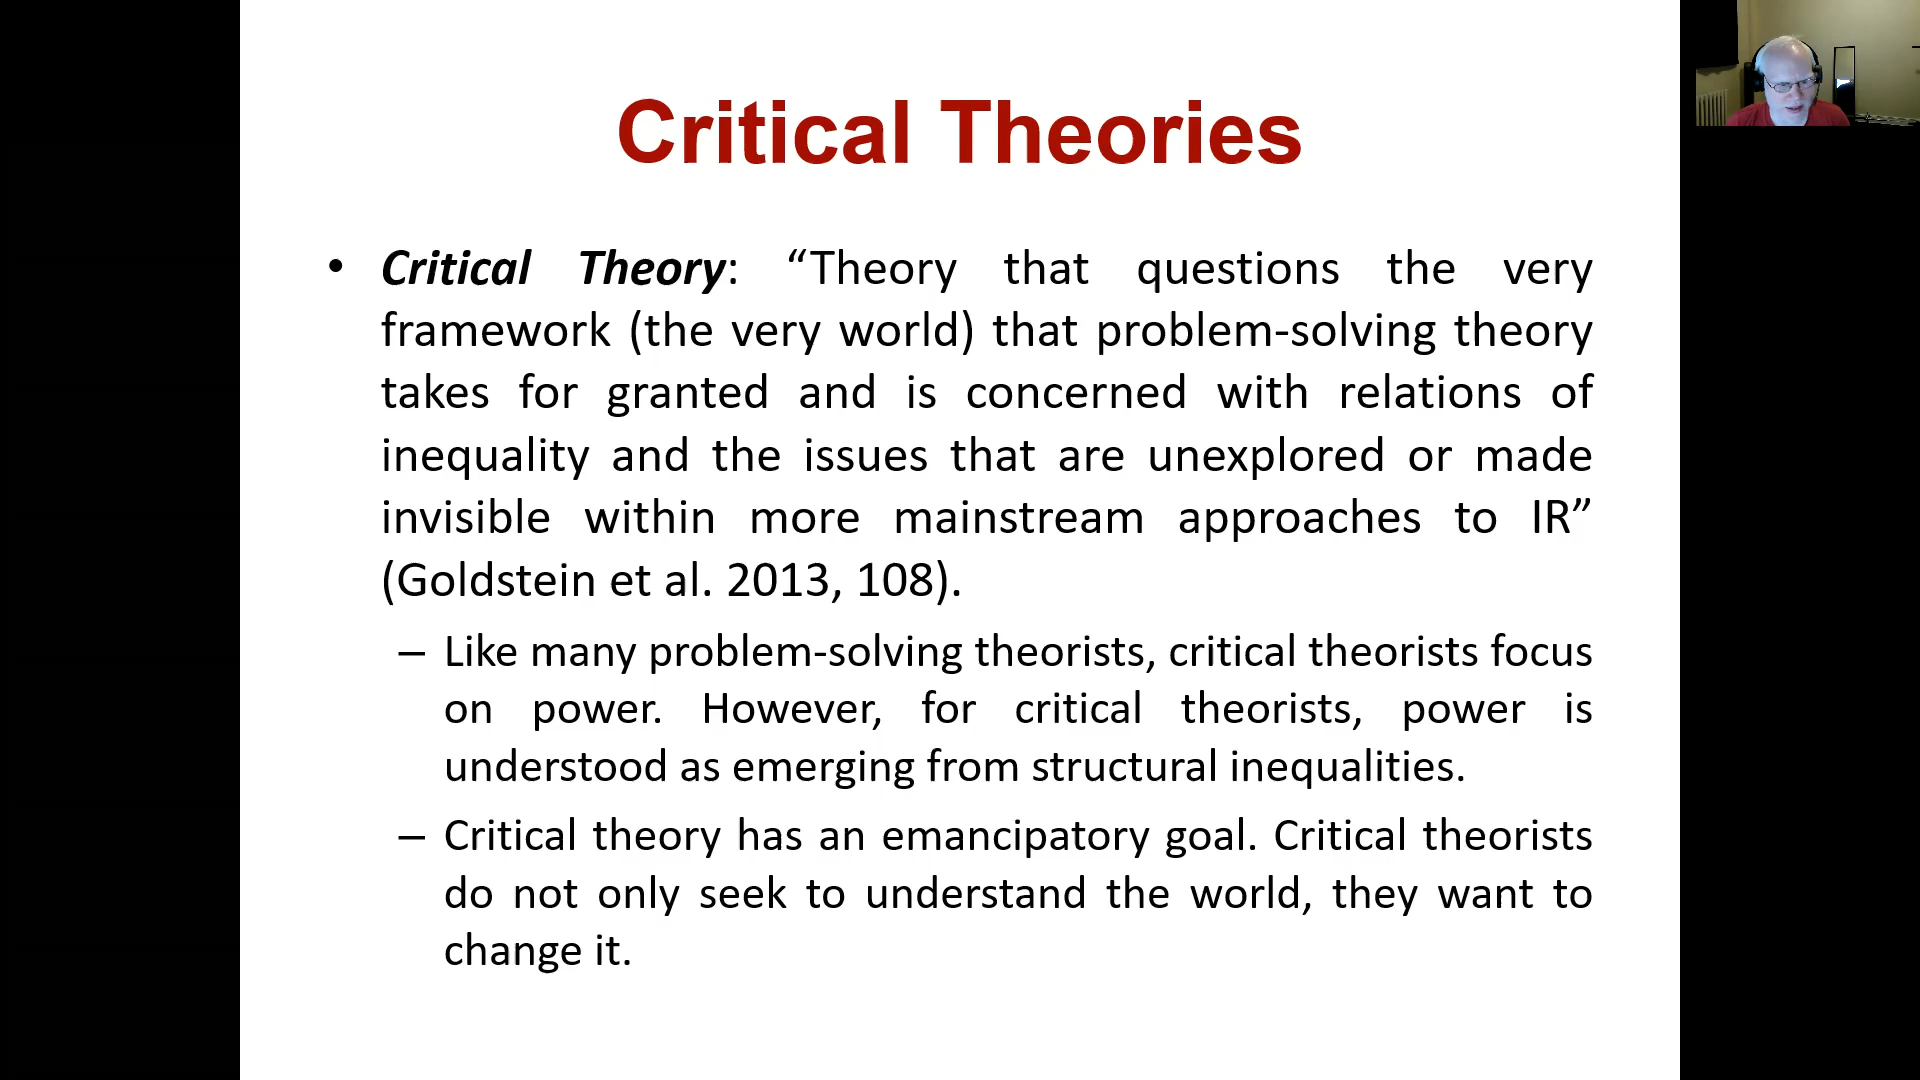 Critical Theories
• Critical Theory: “Theory that questions the very
framework (the very world) that problem-solving theory
takes for granted and is concerned with relations of
inequality and the issues that are unexplored or made
invisible within more mainstream approaches to IR”
(Goldstein et al. 2013, 108).
– Like many problem-solving theorists, critical theorists focus
on power. However, for critical theorists, power is
understood as emerging from structural inequalities.
– Critical theory has an emancipatory goal. Critical theorists
do not only seek to understand the world, they want to
change it.